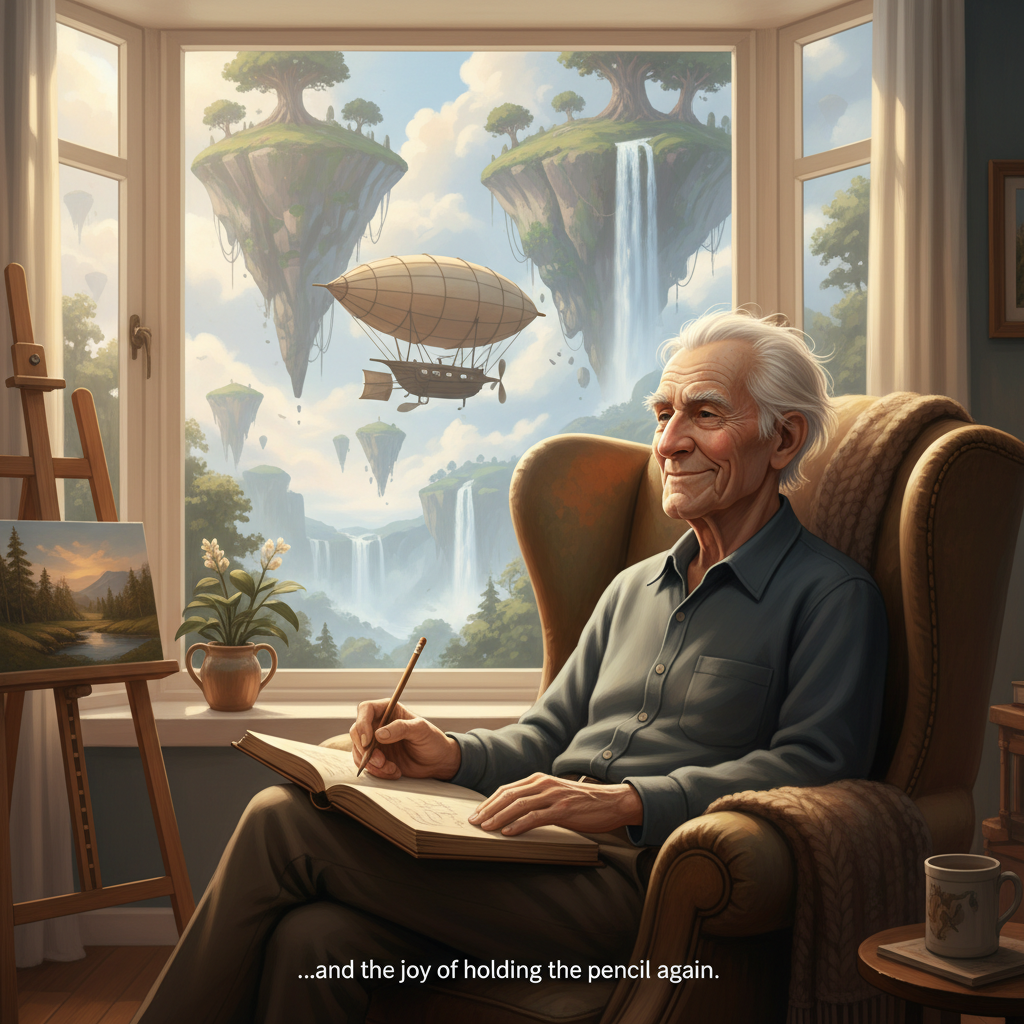 ...and the joy of holding the pencil again.